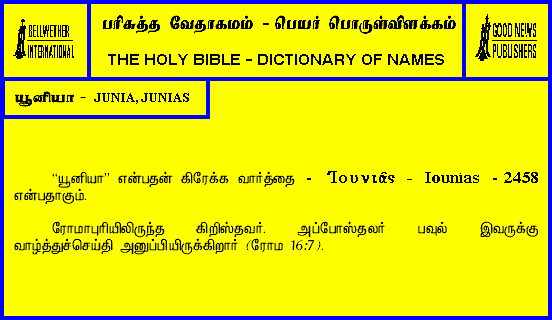 BELLWETHER
INTERNATIONAL
பரிசுத்த வேதாகமம் - பெயர் பொருள்விளக்கம்
THE HOLY BIBLE - DICTIONARY OF NAMES
GOOD NEWS
PUBLISHERS
யூனியா - JUNIA, JUNIAS
“யூனியா” என்பதன் கிரேக்க வார்த்தை - Ἰουνιᾶς - Iounias - 2458
என்பதாகும்.
ரோமாபுரியிலிருந்த கிறிஸ்தவர். அப்போஸ்தலர் பவுல் இவருக்கு
வாழ்த்துச்செய்தி அனுப்பியிருக்கிறார் (ரோம 16:7).